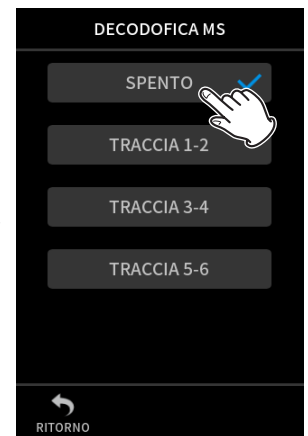 DECODOFICA MS
SPENTO
TRACCIA 1-2
TRACCIA 3-4
TRACCIA 5-6
RITORNO